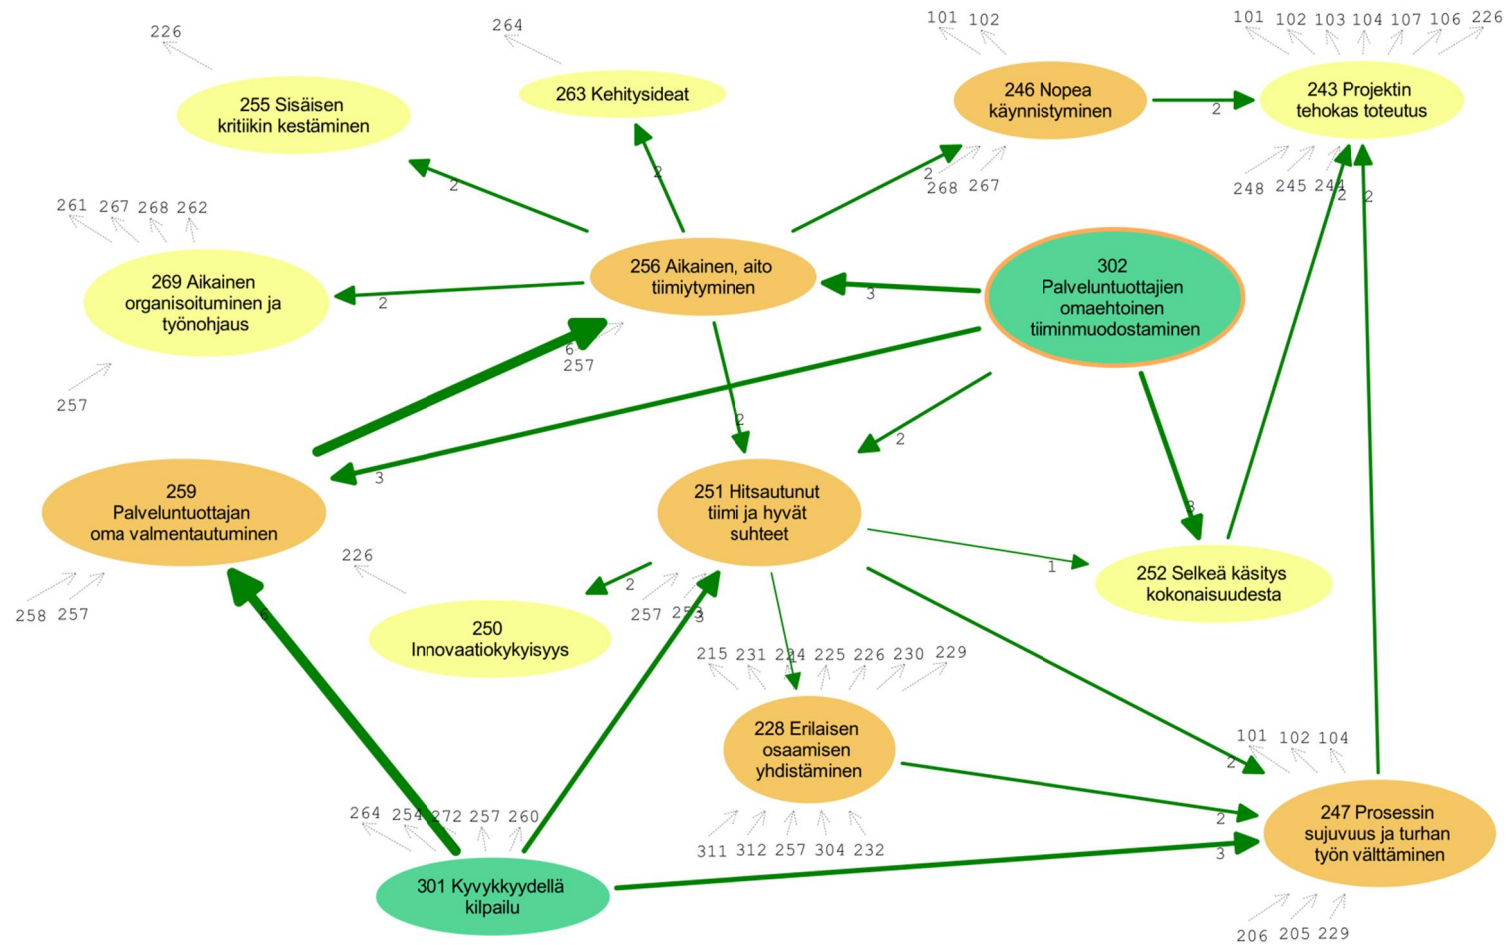 226
264
101 102
101 102 103 104 107 106 226
255 Sisäisen
kritiikin kestäminen
263 Kehitysideat
246 Nopea
käynnistyminen
2
243 Projektin
tehokas toteutus
2
2
2
268 267
248 245 244
2
2
261 267 268 262
269 Aikainen
organisoituminen ja
työnohjaus
2
256 Aikainen, aito
tiimiytyminen
3
302
Palveluntuottajien
omaehtoinen
tiiminmuodostaminen
6
257
257
2
2
3
259
Palveluntuottajan
oma valmentautuminen
251 Hitsautunut
tiimi ja hyvät
suhteet
3
258 257
226
2
257 253
3
1
252 Selkeä käsitys
kokonaisuudesta
6
250
Innovaatiokykyisyys
215 231 224 225 226 230 229
1
228 Erilaisen
osaamisen
yhdistäminen
101 102 104
2
2
247 Prosessin
sujuvuus ja turhan
työn välttäminen
264 254 272 257 260
311 312 257 304 232
3
301 Kyvykkyydellä
kilpailu
206 205 229